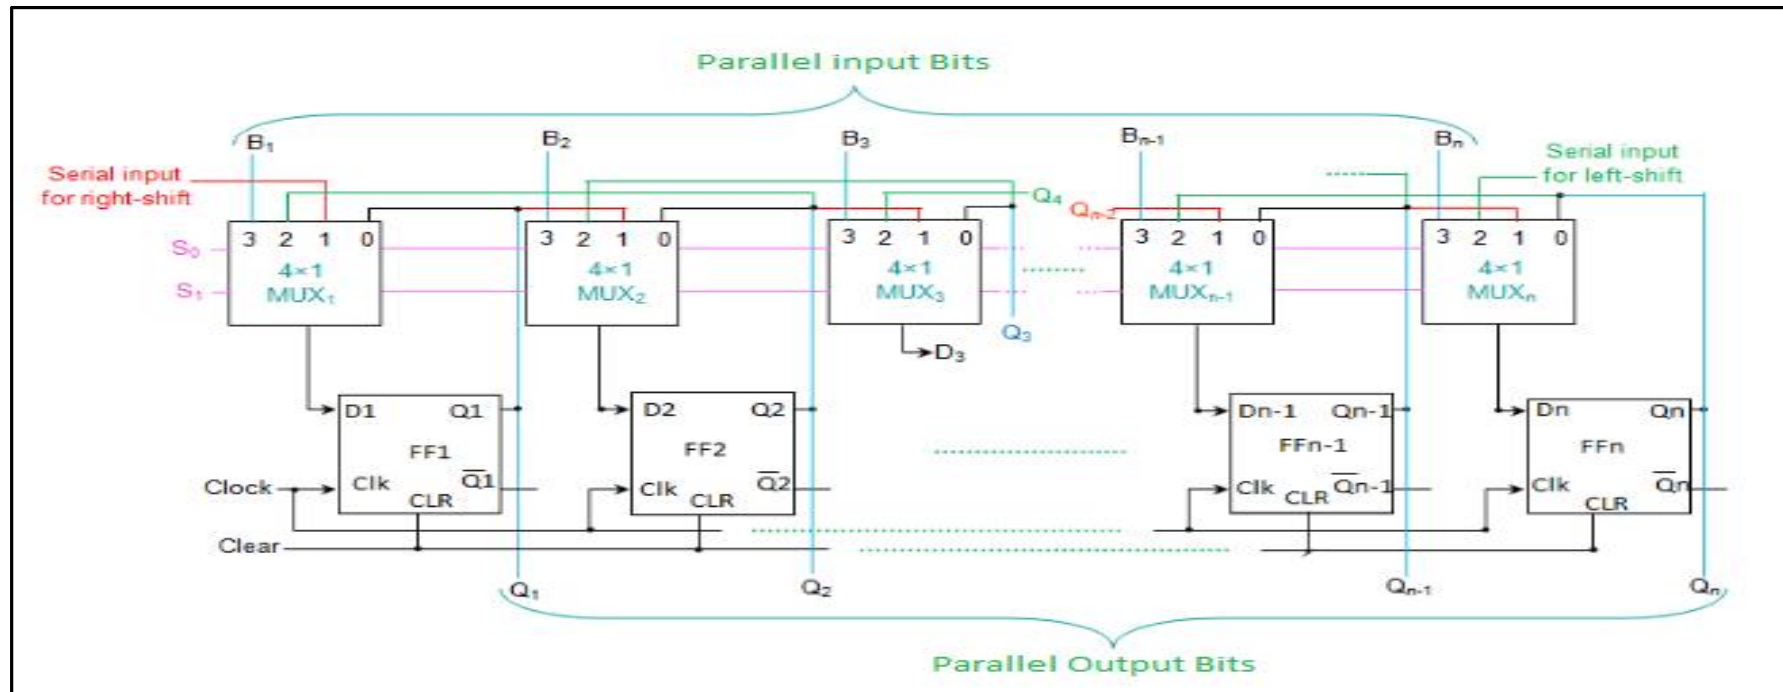 Parallel input Bits
B₁ B₂ B₃ Bₙ₋₁ Bₙ
Serial input
for right-shift
Serial input
for left-shift
Q₄ Qₙ₋₂
S₀ 3 2 1 0 3 2 1 0 3 2 1 0 3 2 1 0 3 2 1 0
4×1 4×1 4×1 4×1 4×1
S₁ MUX₁ MUX₂ MUX₃ MUXₙ₋₁ MUXₙ
Q₃
D₃
D1 Q1 D2 Q2 Dn-1 Qn-1 Dn Qn
FF1 FF2 FFn-1 FFn
Clock Clk Q̅1 Clk Q̅2 Clk Q̅n-1 Clk Q̅n
CLR CLR CLR CLR
Clear
Q₁ Q₂ Qₙ₋₁ Qₙ
Parallel Output Bits